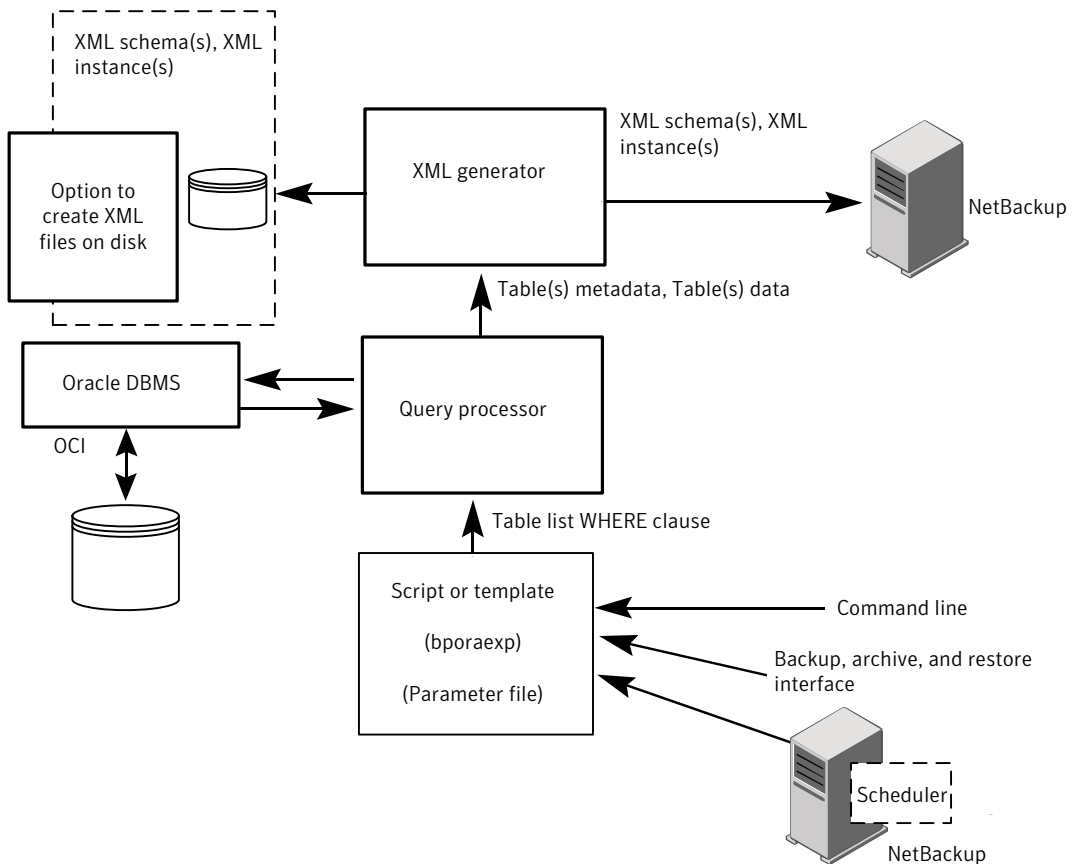 XML schema(s), XML
instance(s)
Option to
create XML
files on disk
XML generator
XML schema(s), XML
instance(s)
NetBackup
Table(s) metadata, Table(s) data
Oracle DBMS
OCI
Query processor
Table list WHERE clause
Script or template
(bporaexp)
(Parameter file)
Command line
Backup, archive, and restore
interface
Scheduler
NetBackup